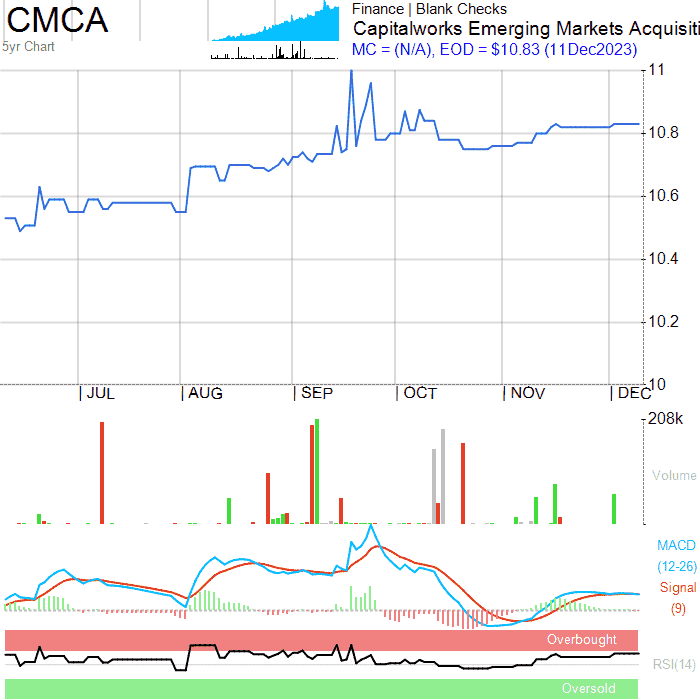 CMCA
5yr Chart
Finance | Blank Checks
Capitalworks Emerging Markets Acquisiti
MC = (N/A), EOD = $10.83 (11Dec2023)
11
10.8
10.6
10.4
10.2
10
| JUL | AUG | SEP | OCT | NOV | DEC
208k
Volume
MACD
(12-26)
Signal
(9)
Overbought
RSI(14)
Oversold